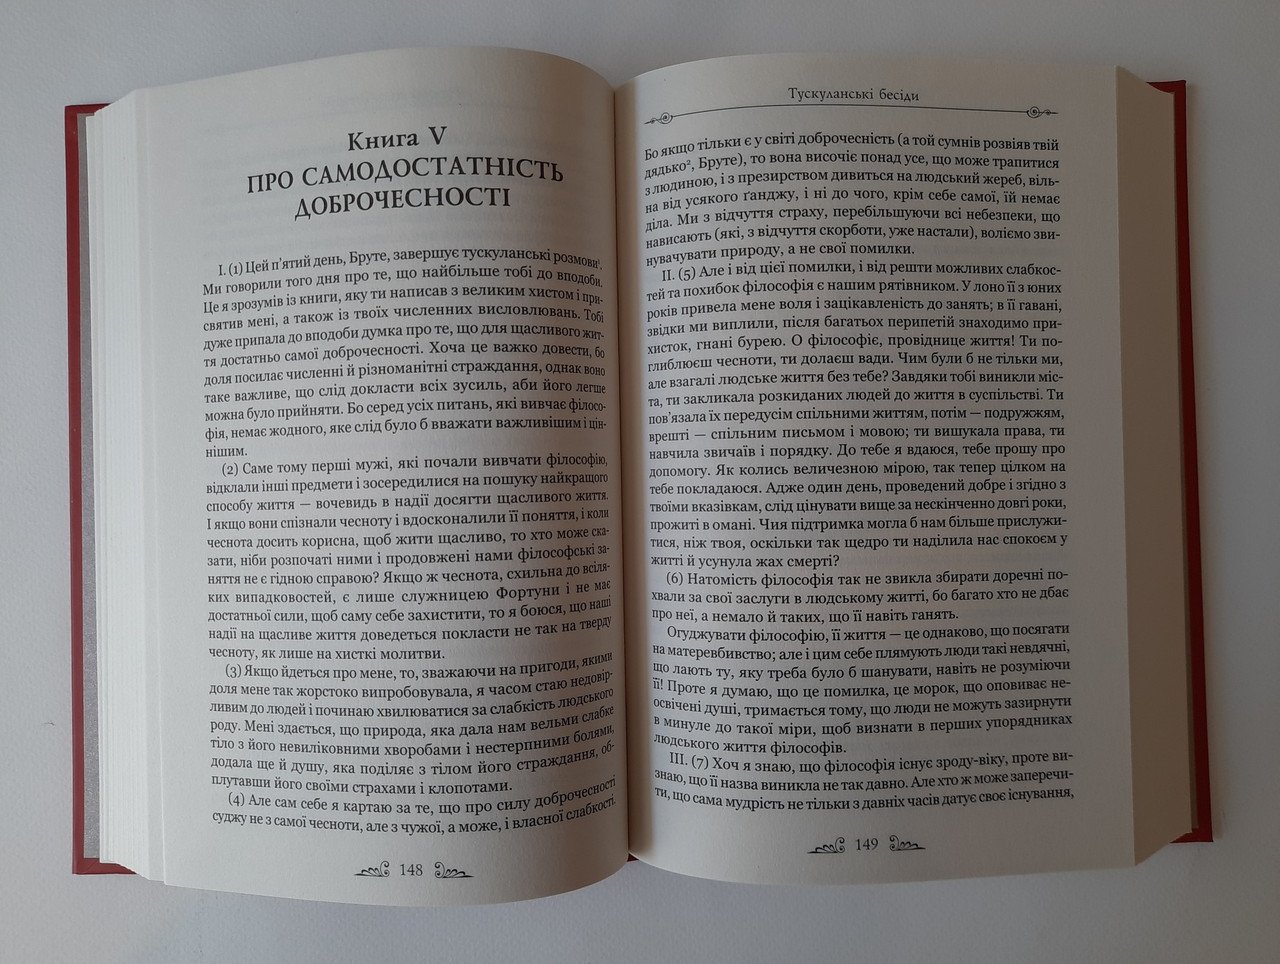 Книга V
ПРО САМОДОСТАТНІСТЬ
ДОБРОЧЕСНОСТІ
I. (1) Цей п'ятий день, Бруте, завершує тускуланські розмови¹.
Ми говорили того дня про те, що найбільше тобі до вподоби.
Це я зрозумів із книги, яку ти написав з великим хистом і при-
святив мені, а також із твоїх численних висловлювань. Тобі
дуже припала до вподоби думка про те, що для щасливого жит-
тя достатньо самої доброчесності. Хоча це важко довести, бо
доля посилає численні й різноманітні страждання, однак воно
таке важливе, що слід докласти всіх зусиль, аби його легше
можна було прийняти. Бо серед усіх питань, які вивчає філосо-
фія, немає жодного, яке слід було б вважати важливішим і цін-
нішим.
(2) Саме тому перші мужі, які почали вивчати філософію,
відклали інші предмети і зосередилися на пошуку найкращого
способу життя — вочевидь в надії досягти щасливого життя.
І якщо вони спізнали чесноту і вдосконалили її поняття, і коли
чеснота досить корисна, щоб жити щасливо, то хто може ска-
зати, ніби розпочаті ними і продовжені нами філософські за-
няття не є гідною справою? Якщо ж чеснота, схильна до всіля-
ких випадковостей, є лише служницею Фортуни і не має
достатньої сили, щоб саму себе захистити, то я боюся, що наші
надії на щасливе життя доведеться покласти не так на тверду
чесноту, як лише на хисткі молитви.
(3) Якщо йдеться про мене, то, зважаючи на пригоди, якими
доля мене так жорстоко випробовувала, я часом стаю недовір-
ливим до людей і починаю хвилюватися за слабкість людського
роду. Мені здається, що природа, яка дала нам вельми слабке
тіло з його невиліковними хворобами і нестерпними болями,
додала ще й душу, яка поділяє з тілом його страждання, об-
плутавши його своїми страхами і клопотами.
(4) Але сам себе я картаю за те, що про силу доброчесності
суджу не з самої чесноти, але з чужої, а може, і власної слабкості.
148
Тускуланські бесіди
Бо якщо тільки є у світі доброчесність (а той сумнів розвіяв твій
дядько², Бруте), то вона височіє понад усе, що може трапитися
з людиною, і з презирством дивиться на людський жереб, віль-
на від усякого ґанджу, і ні до чого, крім себе самої, їй немає
діла. Ми з відчуття страху, перебільшуючи всі небезпеки, що
нависають (які, з відчуття скорботи, уже настали), воліємо зви-
нувачувати природу, а не свої помилки.
II. (5) Але і від цієї помилки, і від решти можливих слабкос-
тей та похибок філософія є нашим рятівником. У лоно її з юних
років привела мене воля і зацікавленість до занять; в її гавані,
звідки ми виплили, після багатьох перипетій знаходимо при-
хисток, гнані бурею. О філософіє, провіднице життя! Ти по-
глиблюєш чесноти, ти долаєш вади. Чим були б не тільки ми,
але взагалі людське життя без тебе? Завдяки тобі виникли міс-
та, ти закликала розкиданих людей до життя в суспільстві. Ти
пов'язала їх передусім спільними життям, потім — подружжям,
врешті — спільним письмом і мовою; ти вишукала права, ти
навчила звичаїв і порядку. До тебе я вдаюся, тебе прошу про
допомогу. Як колись величезною мірою, так тепер цілком на
тебе покладаюся. Адже один день, проведений добре і згідно з
твоїми вказівкам, слід цінувати вище за нескінченно довгі роки,
прожиті в омані. Чия підтримка могла б нам більше прислужи-
тися, ніж твоя, оскільки так щедро ти наділила нас спокоєм у
житті й усунула жах смерті?
(6) Натомість філософія так не звикла збирати доречні по-
хвали за свої заслуги в людському житті, бо багато хто не дбає
про неї, а немало й таких, що її навіть ганять.
Огуджувати філософію, її життя — це однаково, що посягати
на матеревбивство; але і цим себе плямують люди такі невдячні,
що лають ту, яку треба було б шанувати, навіть не розуміючи
її! Проте я думаю, що це помилка, це морок, що оповиває не-
освічені душі, тримається тому, що люди не можуть зазирнути
в минуле до такої міри, щоб визнати в перших упорядниках
людського життя філософів.
III. (7) Хоч я знаю, що філософія існує зроду-віку, проте ви-
знаю, що її назва виникла не так давно. Але хто ж може заперечи-
ти, що сама мудрість не тільки з давніх часів датує своє існування,
149